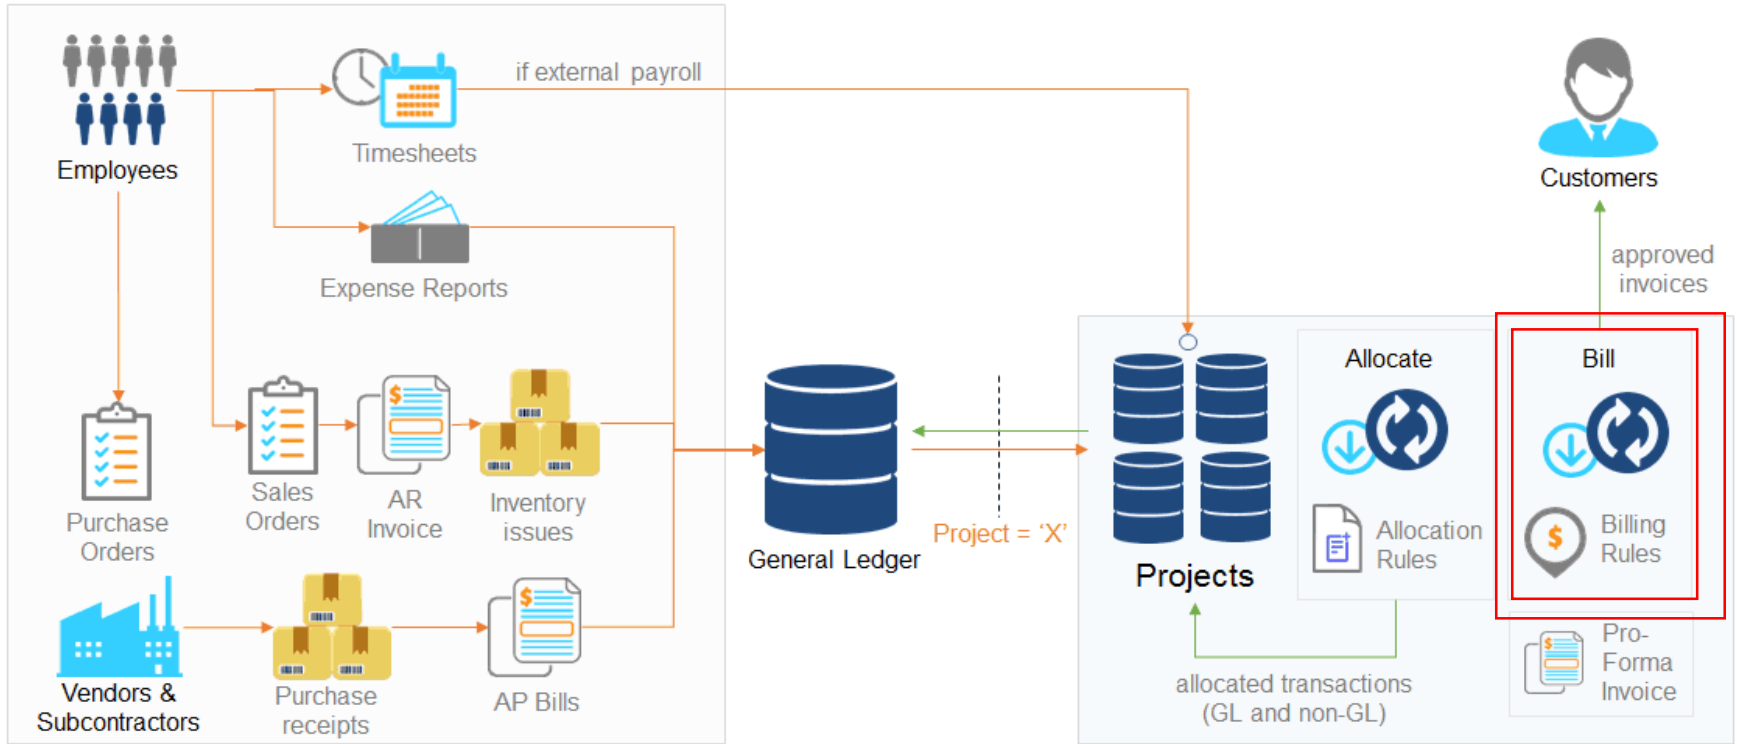 if external payroll
Timesheets
Employees
Customers
Expense Reports
approved
invoices
Allocate
Bill
$
Sales
Orders
AR
Invoice
Inventory
issues
Purchase
Orders
General Ledger
Project = ‘X’
Projects
Allocation
Rules
$
Billing
Rules
$
Vendors &
Subcontractors
Purchase
receipts
AP Bills
allocated transactions
(GL and non-GL)
$
Pro-
Forma
Invoice